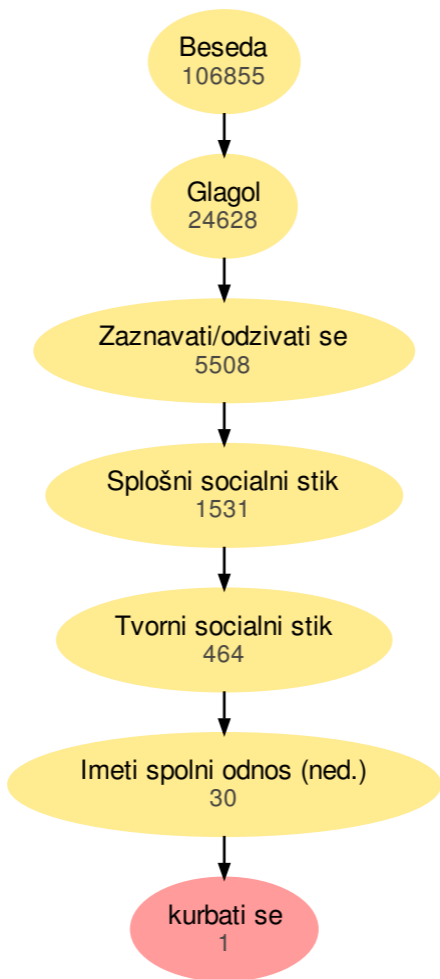 Beseda
106855
Glagol
24628
Zaznavati/odzivati se
5508
Splošni socialni stik
1531
Tvorni socialni stik
464
Imeti spolni odnos (ned.)
30
kurbati se
1